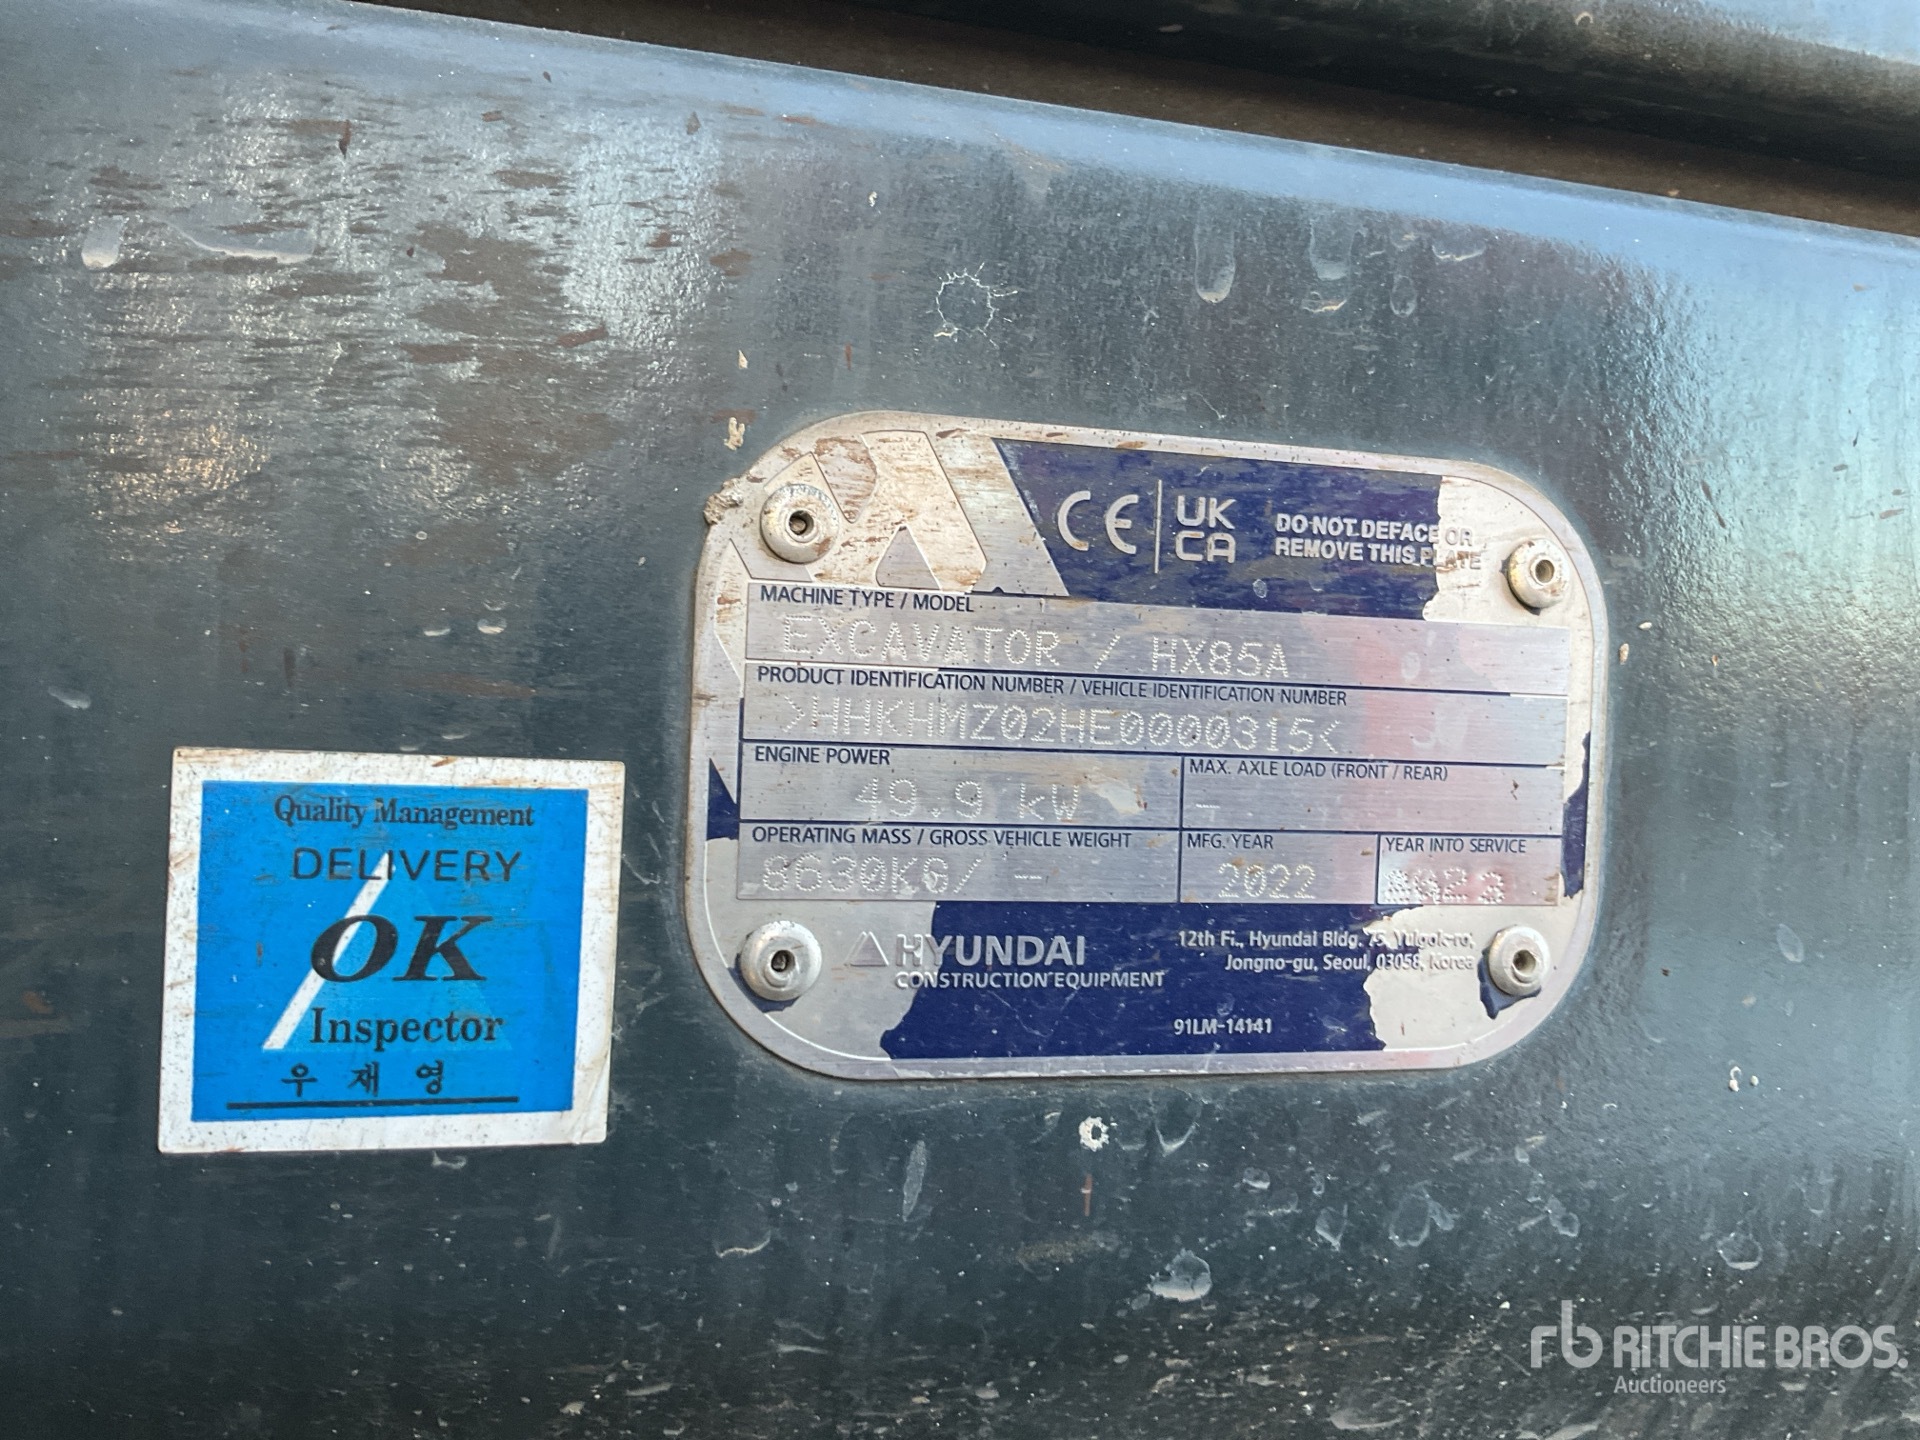 CE UK
CA
DO NOT DEFACE OR
REMOVE THIS PLATE
MACHINE TYPE / MODEL
EXCAVATOR / HX85A
PRODUCT IDENTIFICATION NUMBER / VEHICLE IDENTIFICATION NUMBER
>HHKHMZ02HE0000315<
ENGINE POWER
49.9 kW
MAX. AXLE LOAD (FRONT / REAR)
-
OPERATING MASS / GROSS VEHICLE WEIGHT
8630KG/ -
MFG. YEAR
2022
YEAR INTO SERVICE
HYUNDAI
CONSTRUCTION EQUIPMENT
12th Fl., Hyundai Bldg. 75, Yulgok-ro,
Jongno-gu, Seoul, 03058, Korea
91LM-14141
Quality Management
DELIVERY
OK
Inspector
우 재 영
rb RITCHIE BROS.
Auctioneers